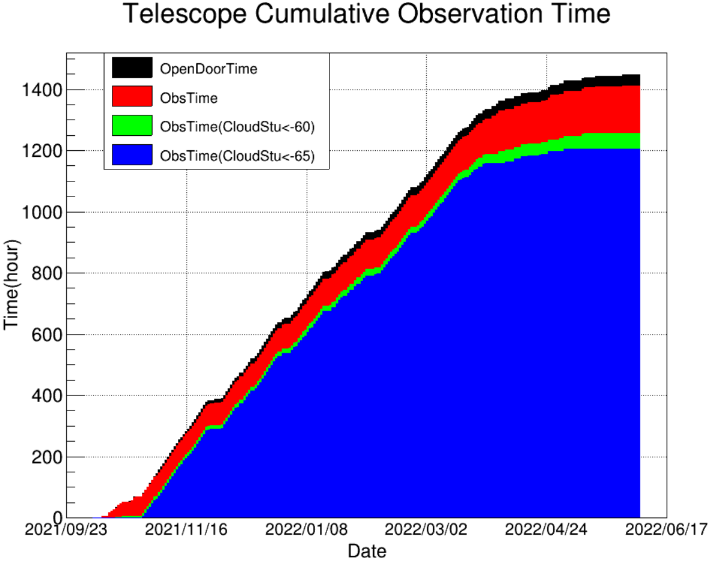 Telescope Cumulative Observation Time
OpenDoorTime
ObsTime
ObsTime(CloudStu<-60)
ObsTime(CloudStu<-65)
Time(hour)
1400
1200
1000
800
600
400
200
0
2021/09/23 2021/11/16 2022/01/08 2022/03/02 2022/04/24 2022/06/17
Date